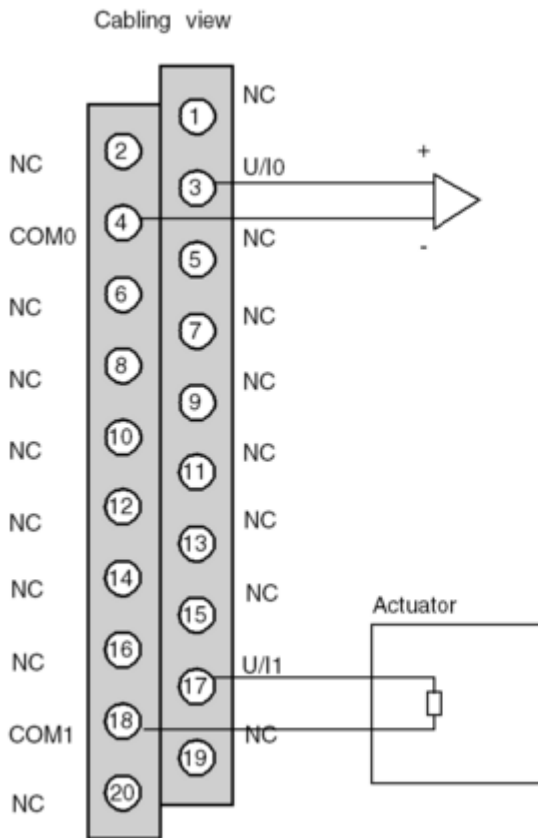 Cabling view
NC
1
2
NC
U/I0
+
3
4
COM0
NC
-
5
6
NC
NC
7
8
NC
NC
9
10
NC
NC
11
12
NC
NC
13
14
NC
NC
Actuator
15
16
NC
U/I1
17
18
COM1
NC
19
20
NC